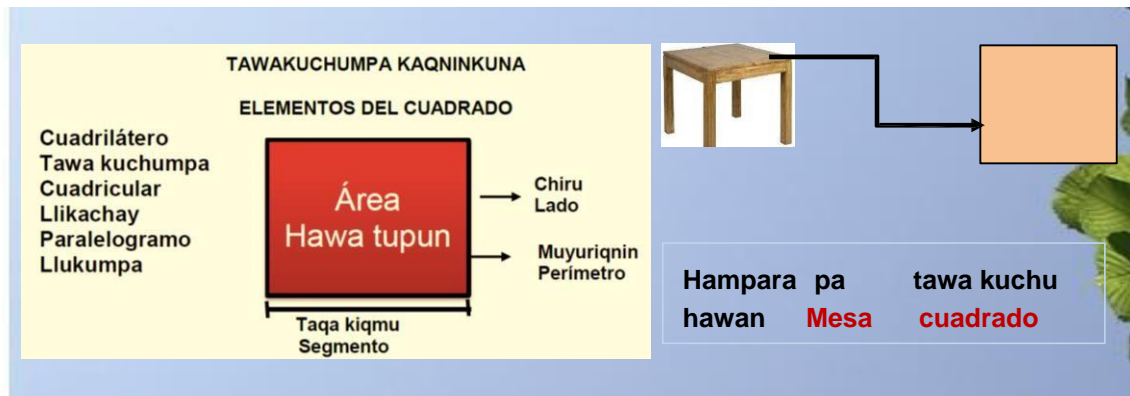 TAWAKUCHUMPA KAQNINKUNA
ELEMENTOS DEL CUADRADO
Cuadrilátero
Tawa kuchumpa
Cuadricular
Llikachay
Paralelogramo
Llukumpa
Área
Hawa tupun
Chiru
Lado
Muyuriqnin
Perímetro
Taqa kiqmu
Segmento
Hampara pa tawa kuchu
hawan Mesa cuadrado